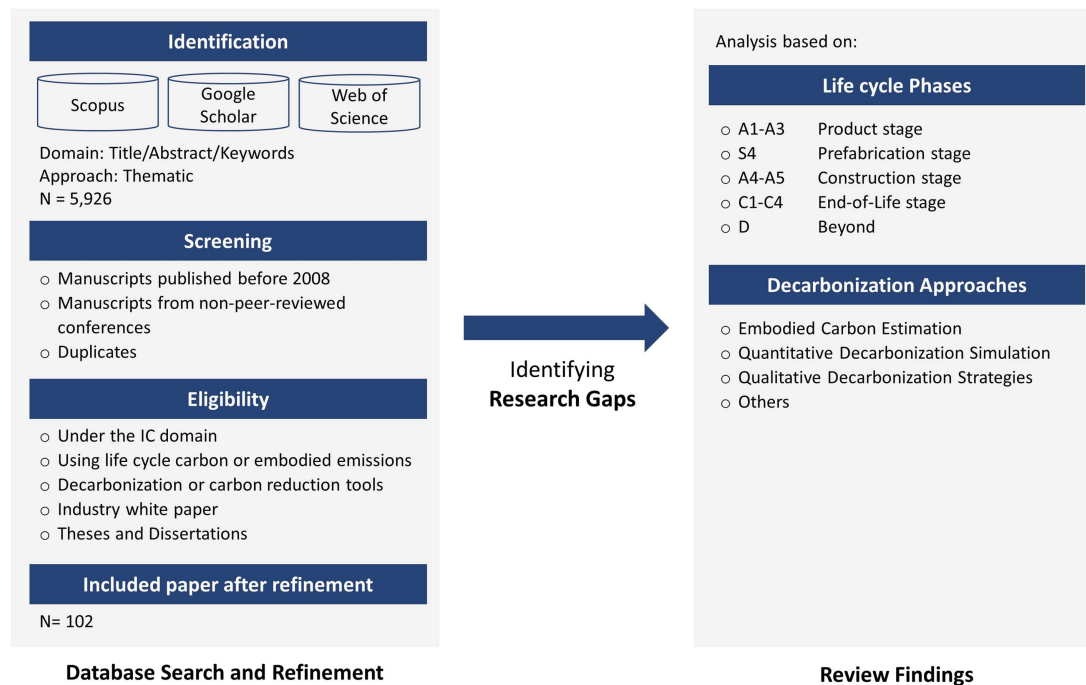 Identification
Scopus
Google
Scholar
Web of
Science
Domain: Title/Abstract/Keywords
Approach: Thematic
N = 5,926
Screening
o Manuscripts published before 2008
o Manuscripts from non-peer-reviewed
conferences
o Duplicates
Eligibility
o Under the IC domain
o Using life cycle carbon or embodied emissions
o Decarbonization or carbon reduction tools
o Industry white paper
o Theses and Dissertations
Included paper after refinement
N= 102
Database Search and Refinement
Identifying
Research Gaps
Analysis based on:
Life cycle Phases
o A1-A3 Product stage
o S4 Prefabrication stage
o A4-A5 Construction stage
o C1-C4 End-of-Life stage
o D Beyond
Decarbonization Approaches
o Embodied Carbon Estimation
o Quantitative Decarbonization Simulation
o Qualitative Decarbonization Strategies
o Others
Review Findings